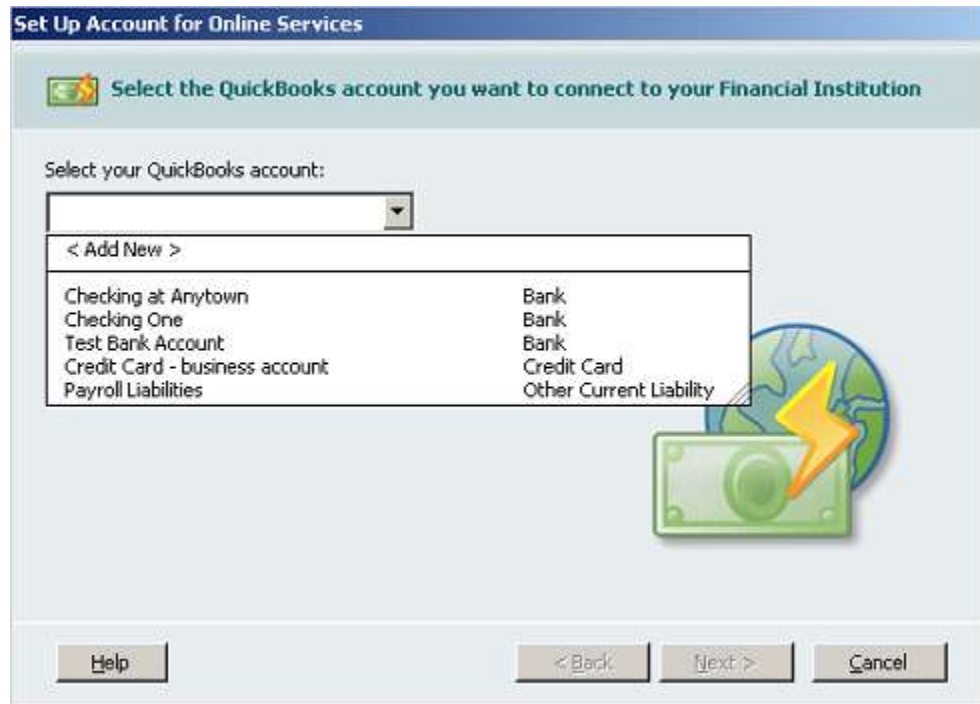 Set Up Account for Online Services
Select the QuickBooks account you want to connect to your Financial Institution
Select your QuickBooks account:
< Add New >
Checking at Anytown Bank
Checking One Bank
Test Bank Account Bank
Credit Card - business account Credit Card
Payroll Liabilities Other Current Liability
Help < Back Next > Cancel